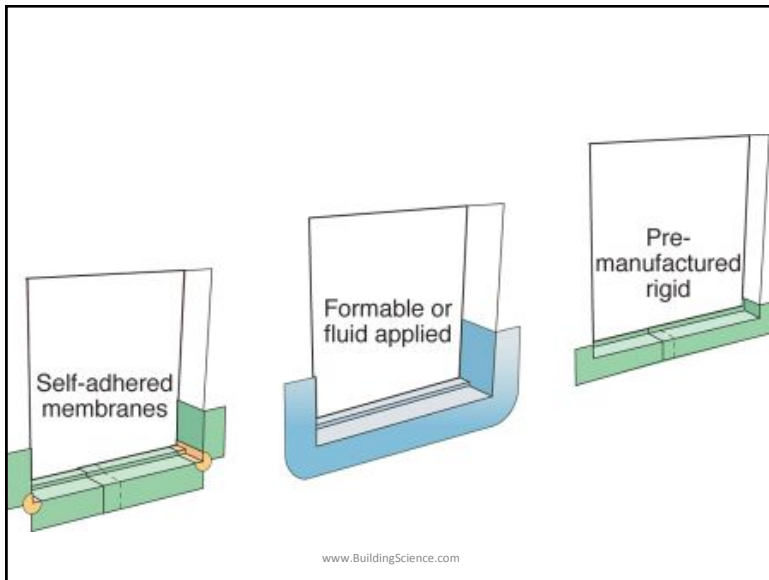 Self-adhered
membranes
Formable or
fluid applied
Pre-
manufactured
rigid
www.BuildingScience.com